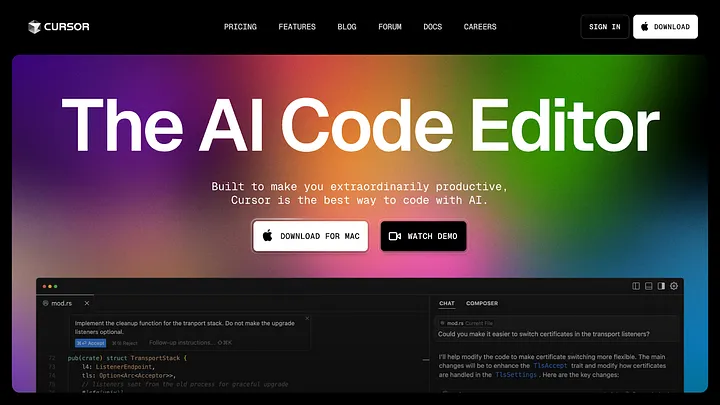 CURSOR
PRICING FEATURES BLOG FORUM DOCS CAREERS
SIGN IN DOWNLOAD
The AI Code Editor
Built to make you extraordinarily productive,
Cursor is the best way to code with AI.
DOWNLOAD FOR MAC WATCH DEMO
mod.rs
Implement the cleanup function for the tranport stack. Do not make the upgrade
listeners optional.
⌘⏎ Accept ⌘⌫ Reject Follow-up instructions... ⇧⌘K
72 pub(crate) struct TransportStack {
73 l4: ListenerEndpoint,
74 tls: Option<Arc<Acceptor>>,
75 // listeners sent from the old process for graceful upgrade
CHAT COMPOSER
mod.rs Current File
Could you make it easier to switch certificates in the transport listeners?
I'll help modify the code to make certificate switching more flexible. The main
changes will be to enhance the TlsAccept trait and modify how certificates
are handled in the TlsSettings. Here are the key changes: